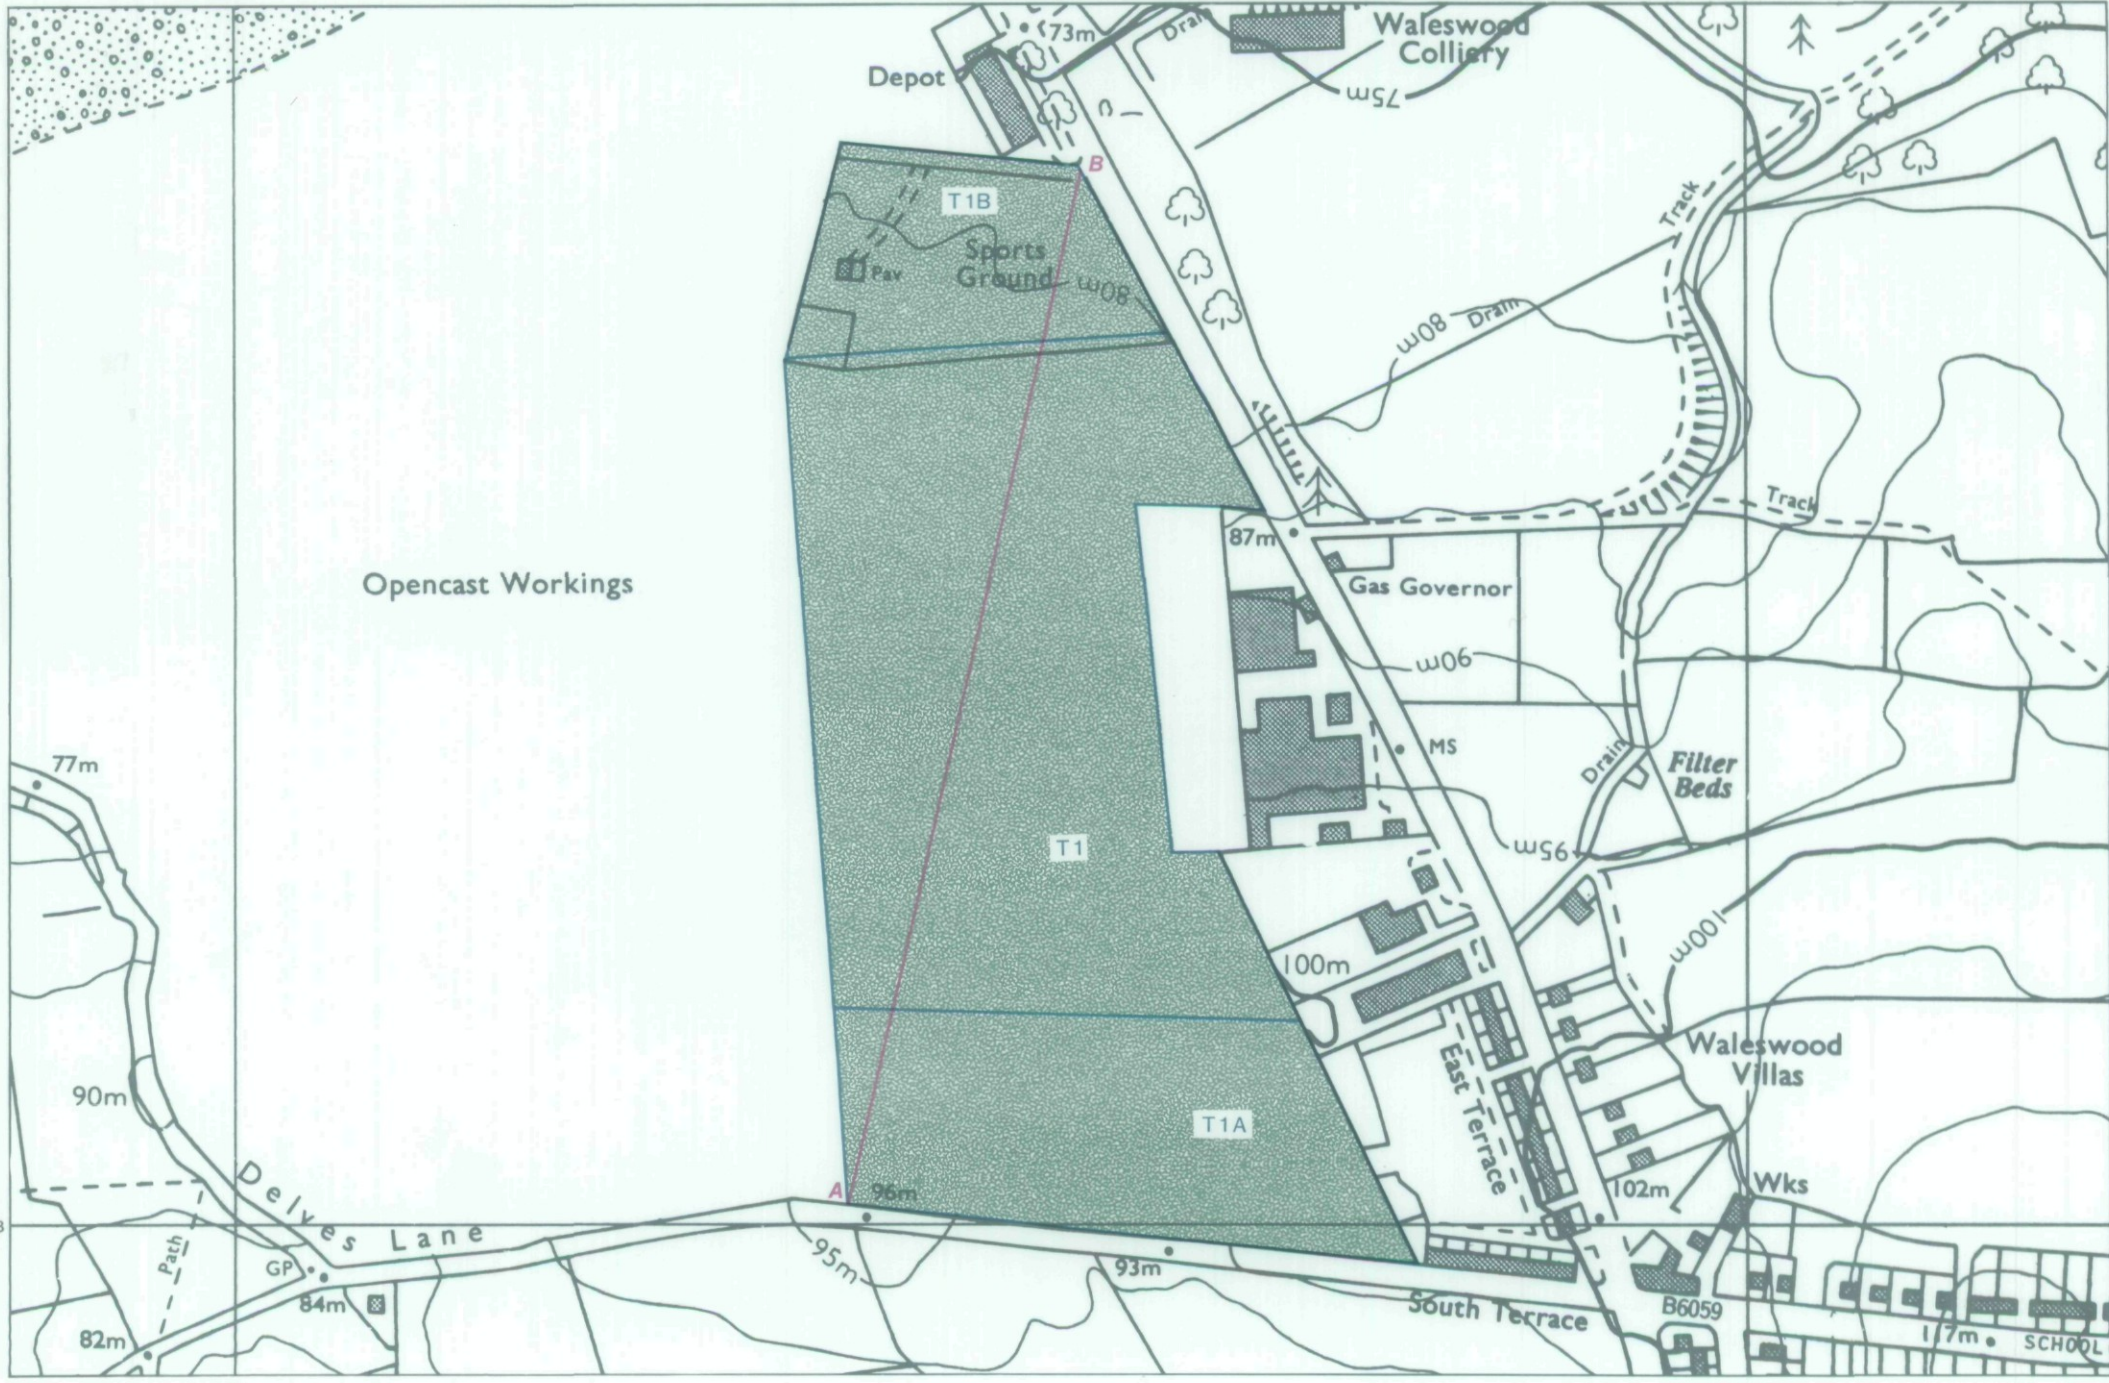 73m
Drain
Waleswood
Colliery
Depot
75m
B
T1B
Track
Sports
Ground
Pav
80m
80m
Drain
Track
87m
Opencast Workings
Gas Governor
90m
MS
77m
Filter
Beds
Drain
T1
95m
100m
100m
Waleswood
Villas
East Terrace
90m
T1A
A
96m
102m
Wks
Delves Lane
Path
GP
95m
93m
84m
South Terrace
B6059
82m
117m
SCHOOL